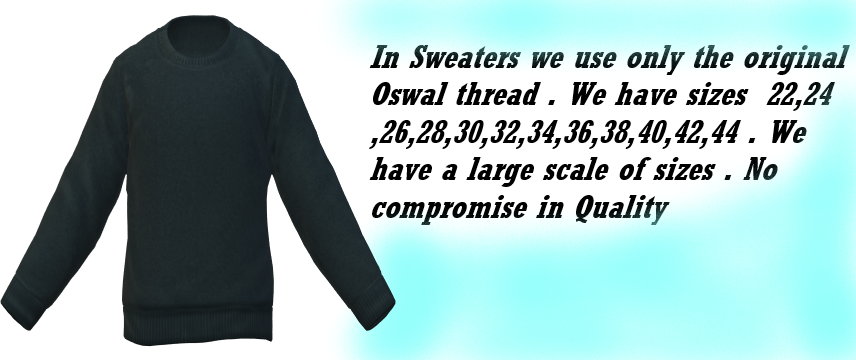 In Sweaters we use only the original
Oswal thread . We have sizes  22,24
,26,28,30,32,34,36,38,40,42,44 . We
have a large scale of sizes . No
compromise in Quality